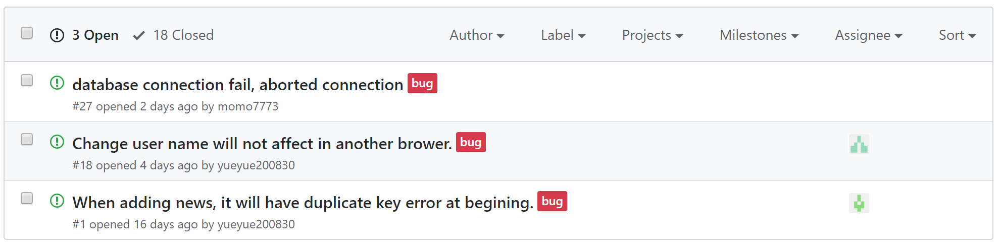 3 Open 18 Closed Author Label Projects Milestones Assignee Sort
database connection fail, aborted connection bug
#27 opened 2 days ago by momo7773
Change user name will not affect in another brower. bug
#18 opened 4 days ago by yueyue200830
When adding news, it will have duplicate key error at begining. bug
#1 opened 16 days ago by yueyue200830